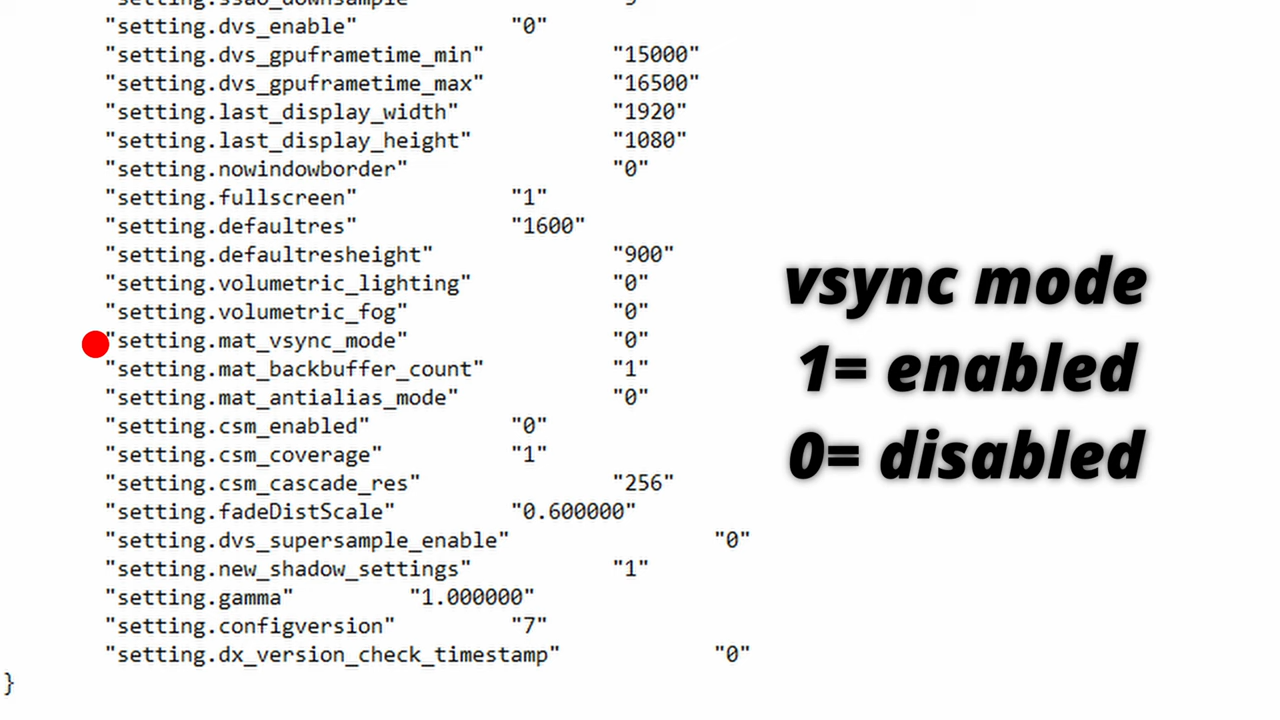 "setting.ssao_downsample"
"setting.dvs_enable" "0"
"setting.dvs_gpuframetime_min" "15000"
"setting.dvs_gpuframetime_max" "16500"
"setting.last_display_width" "1920"
"setting.last_display_height" "1080"
"setting.nowindowborder" "0"
"setting.fullscreen" "1"
"setting.defaultres" "1600"
"setting.defaultresheight" "900"
"setting.volumetric_lighting" "0"
"setting.volumetric_fog" "0"
"setting.mat_vsync_mode" "0"
"setting.mat_backbuffer_count" "1"
"setting.mat_antialias_mode" "0"
"setting.csm_enabled" "0"
"setting.csm_coverage" "1"
"setting.csm_cascade_res" "256"
"setting.fadeDistScale" "0.600000"
"setting.dvs_supersample_enable" "0"
"setting.new_shadow_settings" "1"
"setting.gamma" "1.000000"
"setting.configversion" "7"
"setting.dx_version_check_timestamp" "0"
}
vsync mode
1= enabled
0= disabled